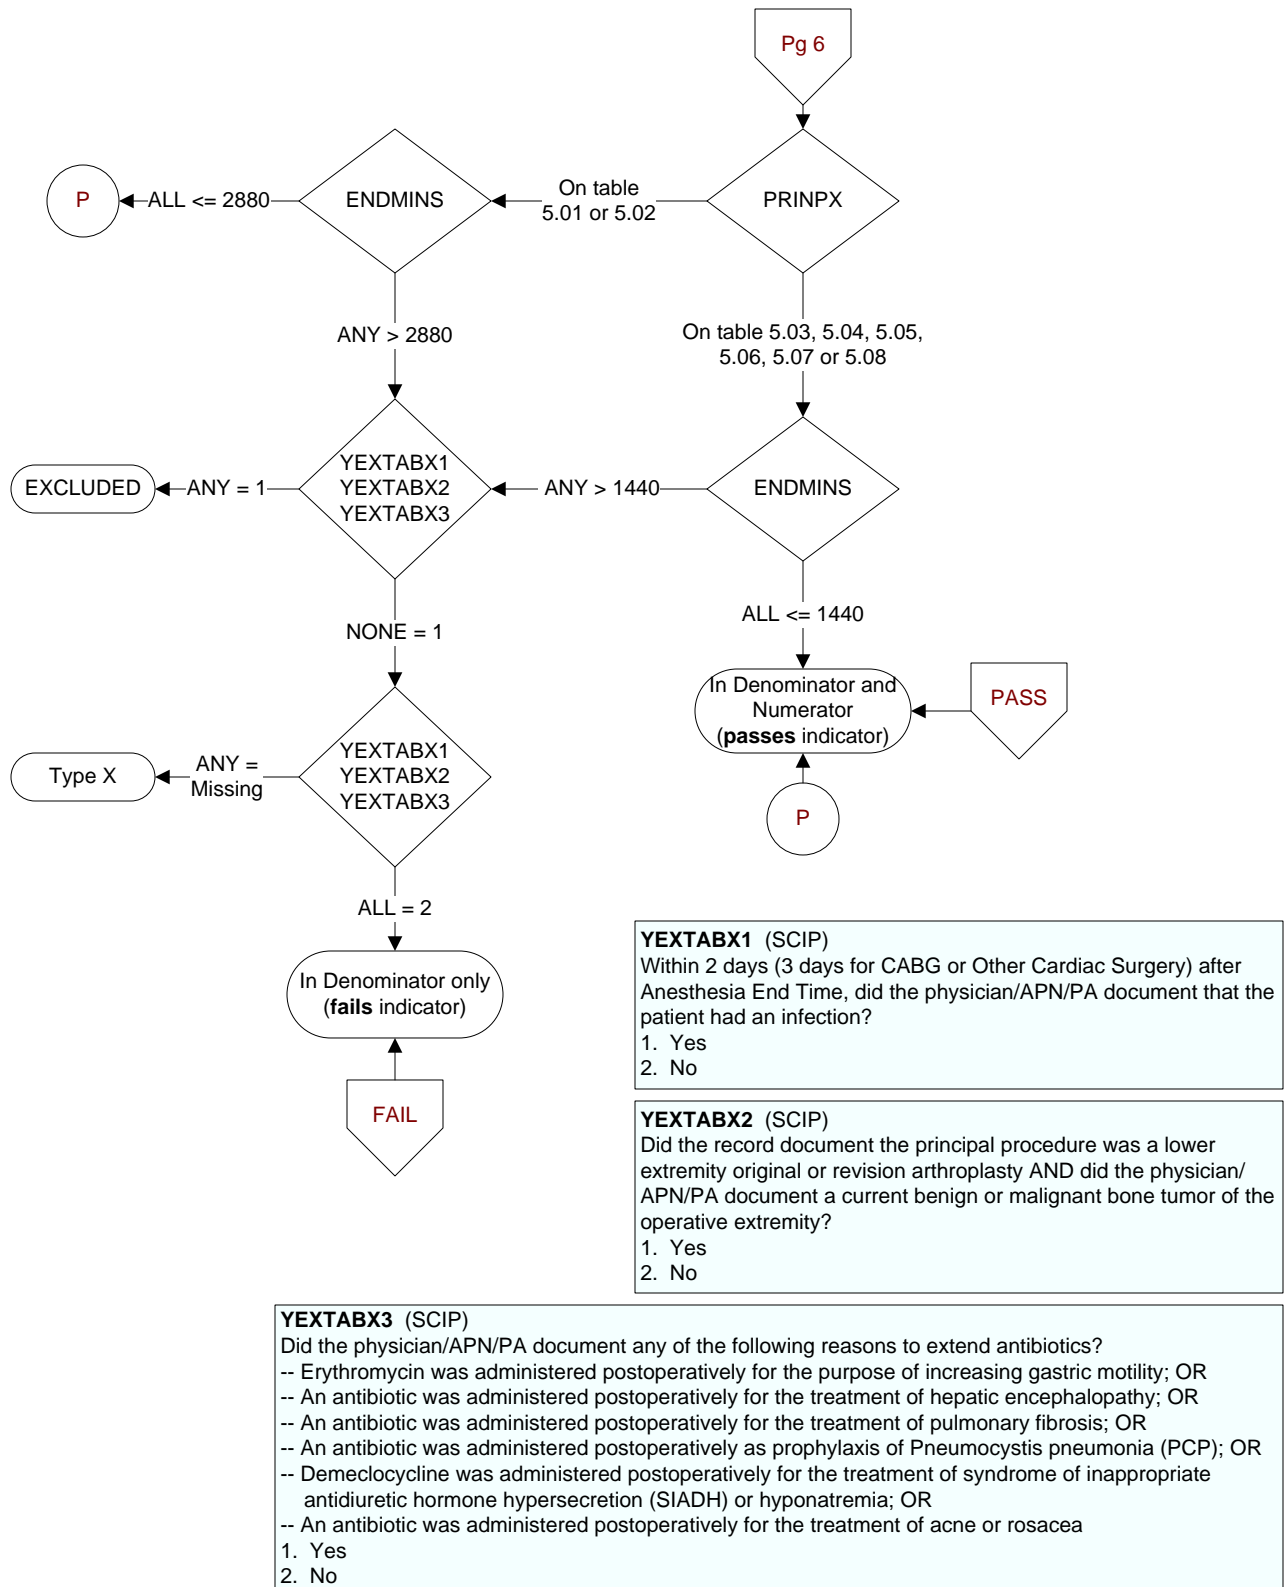 Pg 6
P
ALL <= 2880
ENDMINS
On table
5.01 or 5.02
PRINPX
ANY > 2880
On table 5.03, 5.04, 5.05,
5.06, 5.07 or 5.08
EXCLUDED
ANY = 1
YEXTABX1
YEXTABX2
YEXTABX3
ANY > 1440
ENDMINS
NONE = 1
ALL <= 1440
In Denominator and
Numerator
(passes indicator)
PASS
Type X
ANY =
Missing
YEXTABX1
YEXTABX2
YEXTABX3
P
ALL = 2
In Denominator only
(fails indicator)
FAIL
YEXTABX1 (SCIP)
Within 2 days (3 days for CABG or Other Cardiac Surgery) after
Anesthesia End Time, did the physician/APN/PA document that the
patient had an infection?
1. Yes
2. No
YEXTABX2 (SCIP)
Did the record document the principal procedure was a lower
extremity original or revision arthroplasty AND did the physician/
APN/PA document a current benign or malignant bone tumor of the
operative extremity?
1. Yes
2. No
YEXTABX3 (SCIP)
Did the physician/APN/PA document any of the following reasons to extend antibiotics?
-- Erythromycin was administered postoperatively for the purpose of increasing gastric motility; OR
-- An antibiotic was administered postoperatively for the treatment of hepatic encephalopathy; OR
-- An antibiotic was administered postoperatively for the treatment of pulmonary fibrosis; OR
-- An antibiotic was administered postoperatively as prophylaxis of Pneumocystis pneumonia (PCP); OR
-- Demeclocycline was administered postoperatively for the treatment of syndrome of inappropriate
antidiuretic hormone hypersecretion (SIADH) or hyponatremia; OR
-- An antibiotic was administered postoperatively for the treatment of acne or rosacea
1. Yes
2. No